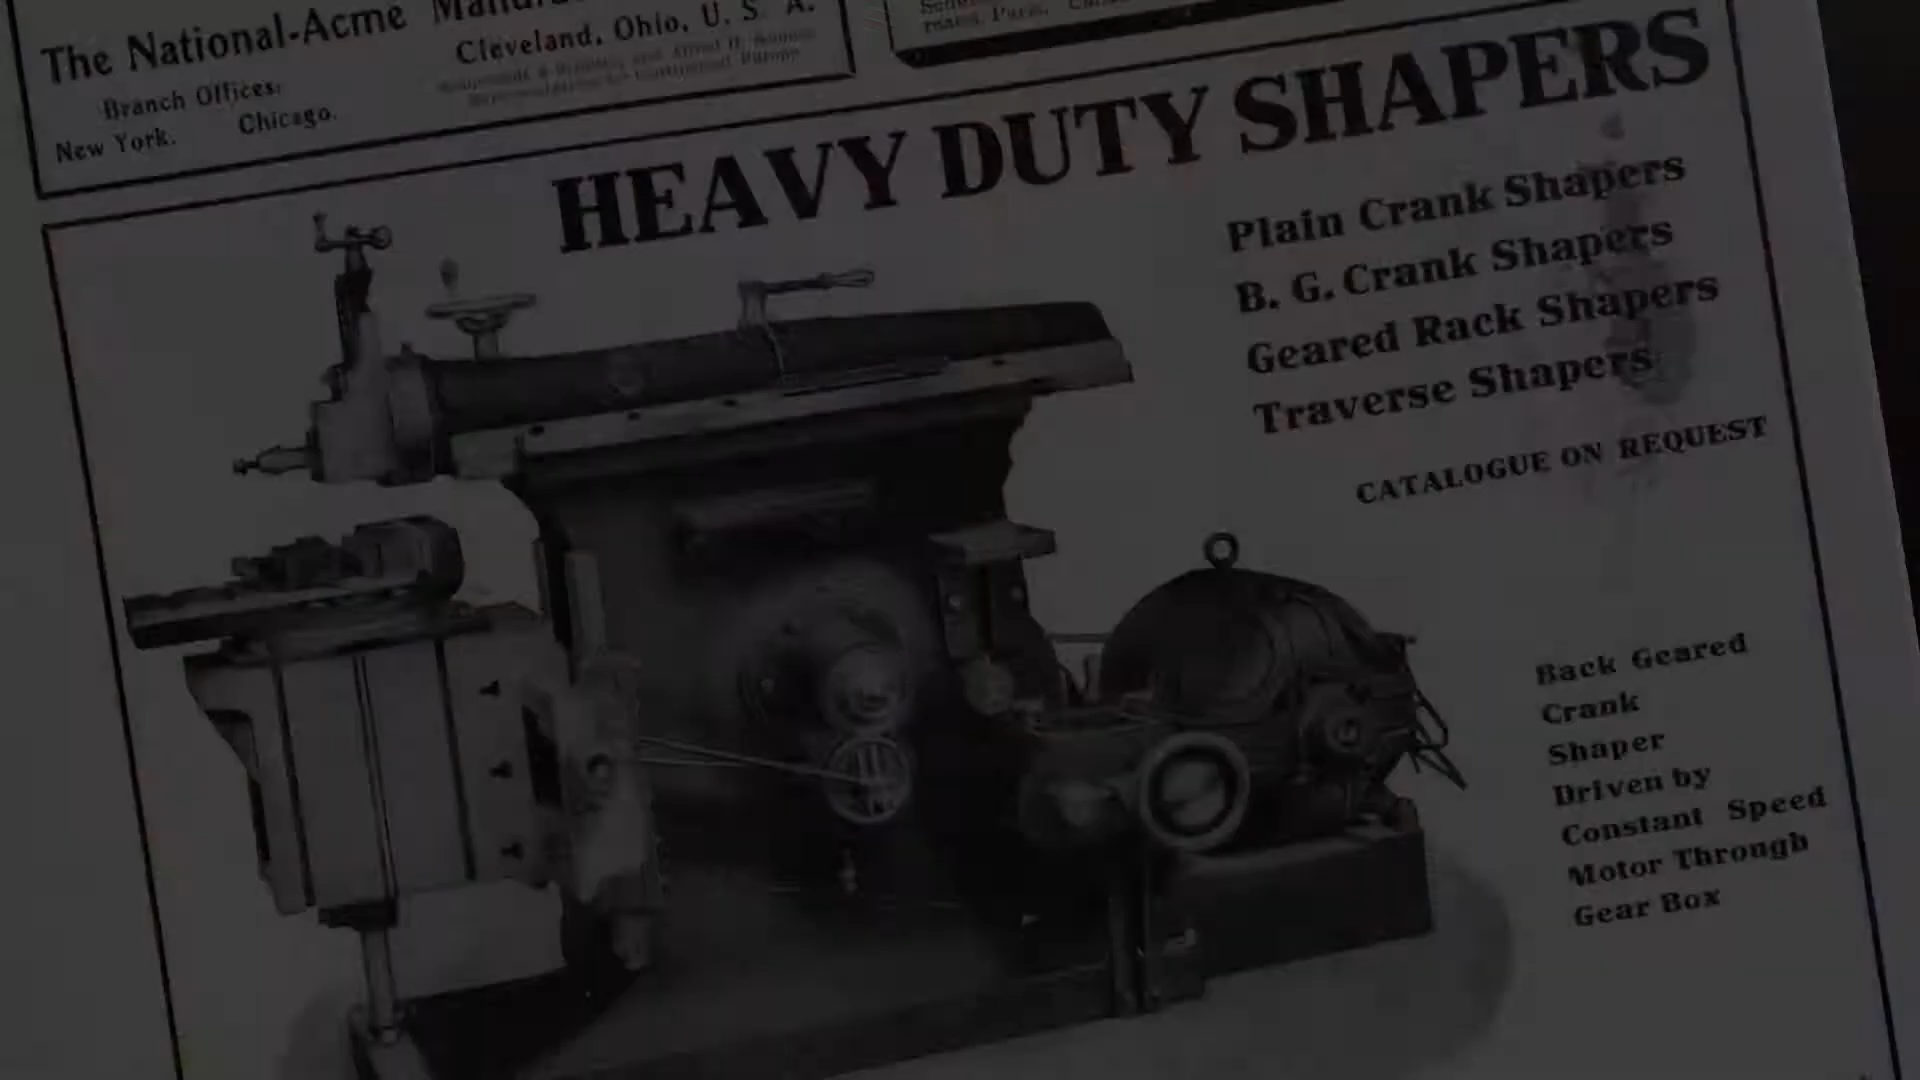 The National-Acme
Cleveland, Ohio, U. S. A.
Branch Offices:
New York. Chicago.
HEAVY DUTY SHAPERS
Plain Crank Shapers
B. G. Crank Shapers
Geared Rack Shapers
Traverse Shapers
CATALOGUE ON REQUEST
Back Geared
Crank
Shaper
Driven by
Constant Speed
Motor Through
Gear Box